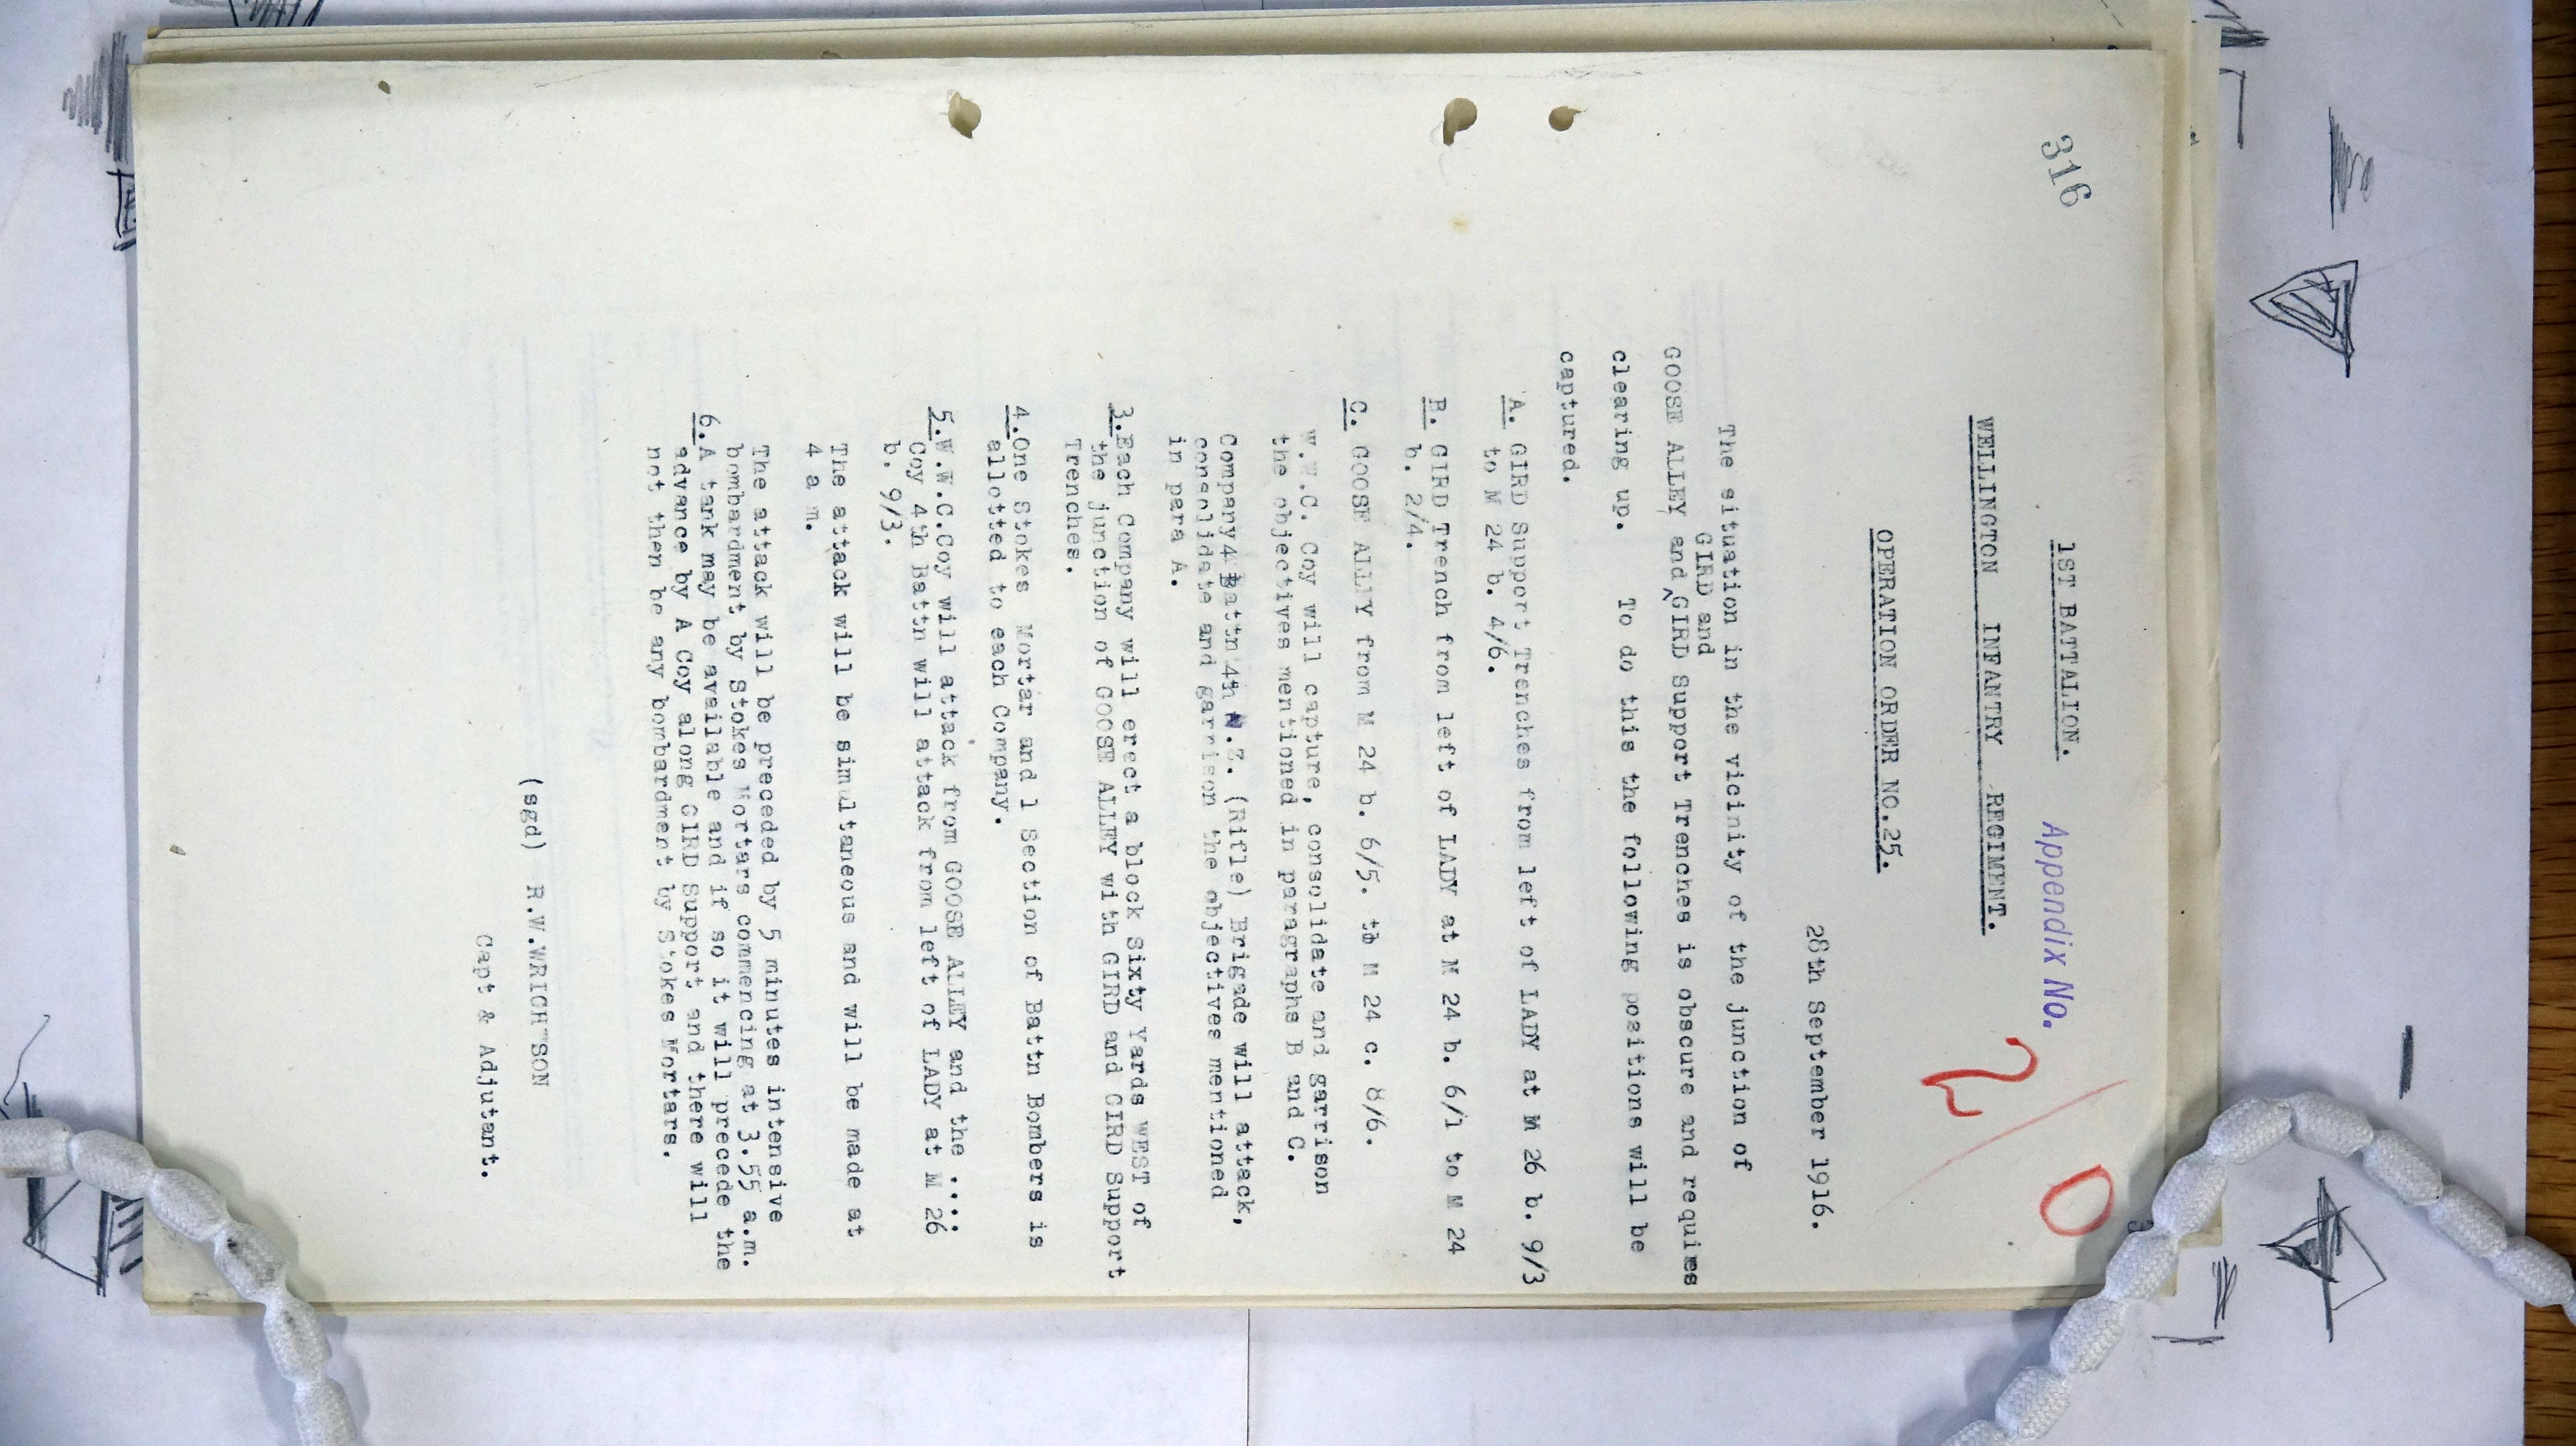 316
1ST BATTALION.    Appendix No. 2/0
WELLINGTON INFANTRY REGIMENT.
OPERATION ORDER NO.25.
28th September 1916.
The situation in the vicinity of the junction of
GIRD and
GOOSE ALLEY and ^ GIRD Support Trenches is obscure and requires
clearing up. To do this the following positions will be
captured.
A. GIRD Support Trenches from left of LADY at M 26 b. 9/3
to M 24 b. 4/6.
B. GIRD Trench from left of LADY at M 24 b. 6/1 to M 24
b. 2/4.
C. GOOSE ALLEY from M 24 b. 6/5. to M 24 c. 8/6.
W.W.C. Coy will capture, consolidate and garrison
the objectives mentioned in paragraphs B and C.
Company 4 Battn 4th N.Z. (Rifle) Brigade will attack,
consolidate and garrison the objectives mentioned
in para A.
3. Each Company will erect a block Sixty Yards WEST of
the junction of GOOSE ALLEY with GIRD and GIRD Support
Trenches.
4. One Stokes Mortar and 1 Section of Battn Bombers is
allotted to each Company.
5. W.W.C.Coy will attack from GOOSE ALLEY and the ....
Coy 4th Battn will attack from left of LADY at M 26
b. 9/3.
The attack will be simultaneous and will be made at
4 a m.
The attack will be preceded by 5 minutes intensive
bombardment by Stokes Mortars commencing at 3.55 a.m.
6. A tank may be available and if so it will precede the
advance by A Coy along GIRD Support and there will
not then be any bombardment by Stokes Mortars.
(sgd) R.W.WRIGHTSON
Capt & Adjutant.